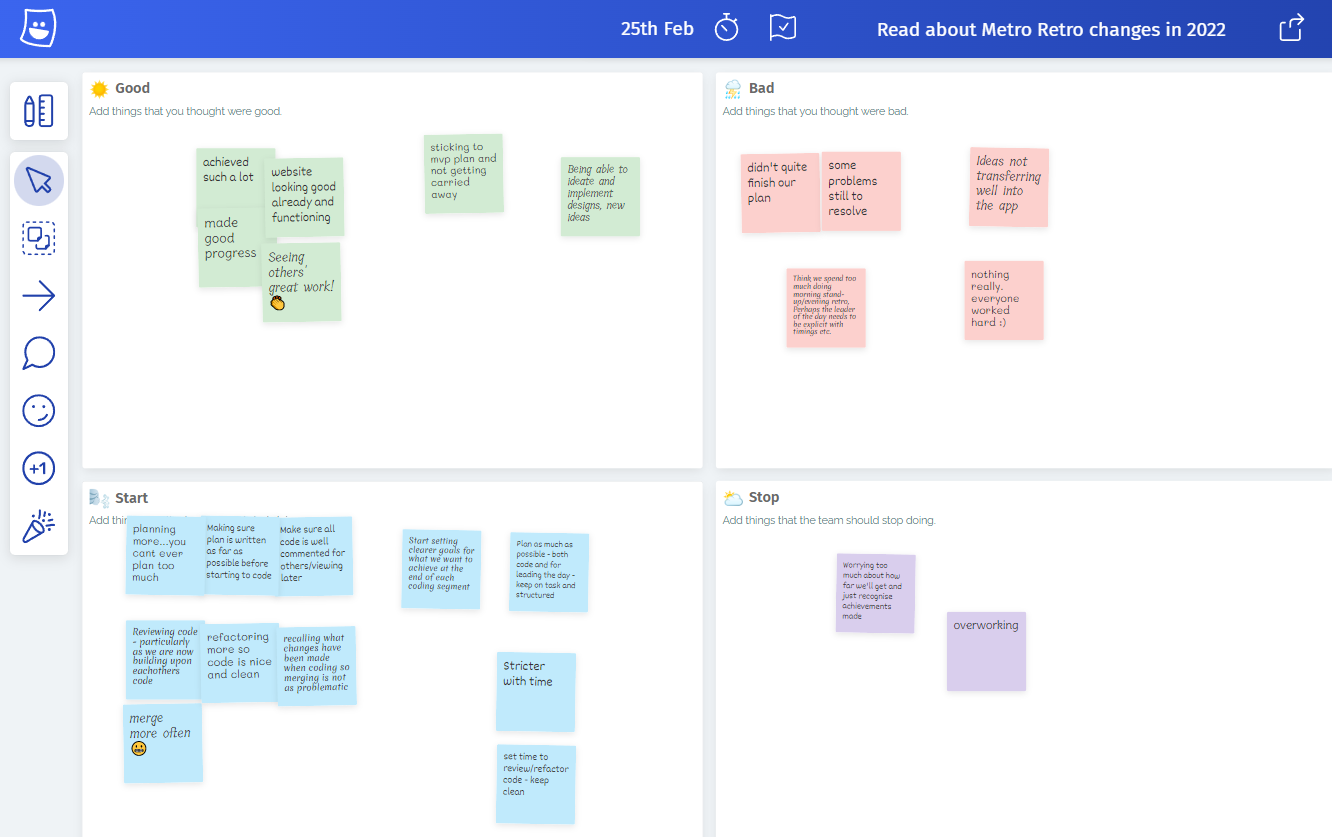 25th Feb
Read about Metro Retro changes in 2022
Good
Add things that you thought were good.
achieved
such a lot
website
looking good
already and
functioning
made
good
progress
Seeing
others'
great work!
sticking to
mvp plan and
not getting
carried
away
Being able to
ideate and
implement
designs, new
ideas
Bad
Add things that you thought were bad.
didn't quite
finish our
plan
some
problems
still to
resolve
Ideas not
transferring
well into
the app
Think we spend too
much doing
morning stand-
up/evening retro,
Perhaps the leader
of the day needs to
be explicit with
timings etc.
nothing
really.
everyone
worked
hard :)
+1
Start
Add thin
planning
more...you
cant ever
plan too
much
Making sure
plan is written
as far as
possible before
starting to code
Make sure all
code is well
commented for
others/viewing
later
Start setting
clearer goals for
what we want to
achieve at the
end of each
coding segment
Plan as much as
possible - both
code and for
leading the day -
keep on task and
structured
Reviewing code
- particularly
as we are now
building upon
eachothers
code
refactoring
more so
code is nice
and clean
recalling what
changes have
been made
when coding so
merging is not
as problematic
Stricter
with time
merge
more often
set time to
review/refactor
code - keep
clean
Stop
Add things that the team should stop doing.
Worrying too
much about how
far we'll get and
just recognise
achievements
made
overworking